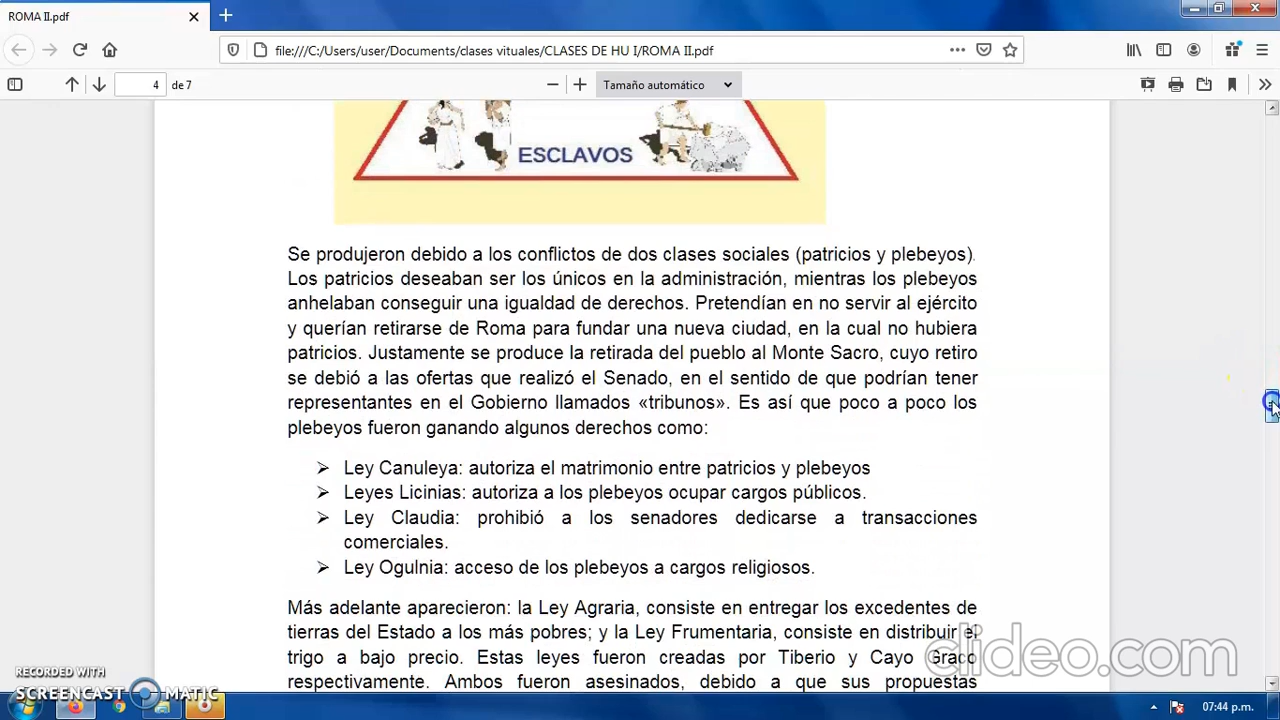 ROMA II.pdf
file:///C:/Users/user/Documents/clases vituales/CLASES DE HU I/ROMA II.pdf
4 de 7
Tamaño automático
ESCLAVOS
Se produjeron debido a los conflictos de dos clases sociales (patricios y plebeyos).
Los patricios deseaban ser los únicos en la administración, mientras los plebeyos
anhelaban conseguir una igualdad de derechos. Pretendían en no servir al ejército
y querían retirarse de Roma para fundar una nueva ciudad, en la cual no hubiera
patricios. Justamente se produce la retirada del pueblo al Monte Sacro, cuyo retiro
se debió a las ofertas que realizó el Senado, en el sentido de que podrían tener
representantes en el Gobierno llamados «tribunos». Es así que poco a poco los
plebeyos fueron ganando algunos derechos como:
➢ Ley Canuleya: autoriza el matrimonio entre patricios y plebeyos
➢ Leyes Licinias: autoriza a los plebeyos ocupar cargos públicos.
➢ Ley Claudia: prohibió a los senadores dedicarse a transacciones
comerciales.
➢ Ley Ogulnia: acceso de los plebeyos a cargos religiosos.
Más adelante aparecieron: la Ley Agraria, consiste en entregar los excedentes de
tierras del Estado a los más pobres; y la Ley Frumentaria, consiste en distribuir el
trigo a bajo precio. Estas leyes fueron creadas por Tiberio y Cayo Graco
respectivamente. Ambos fueron asesinados, debido a que sus propuestas
clideo.com
RECORDED WITH
SCREENCAST MATIC
07:44 p.m.